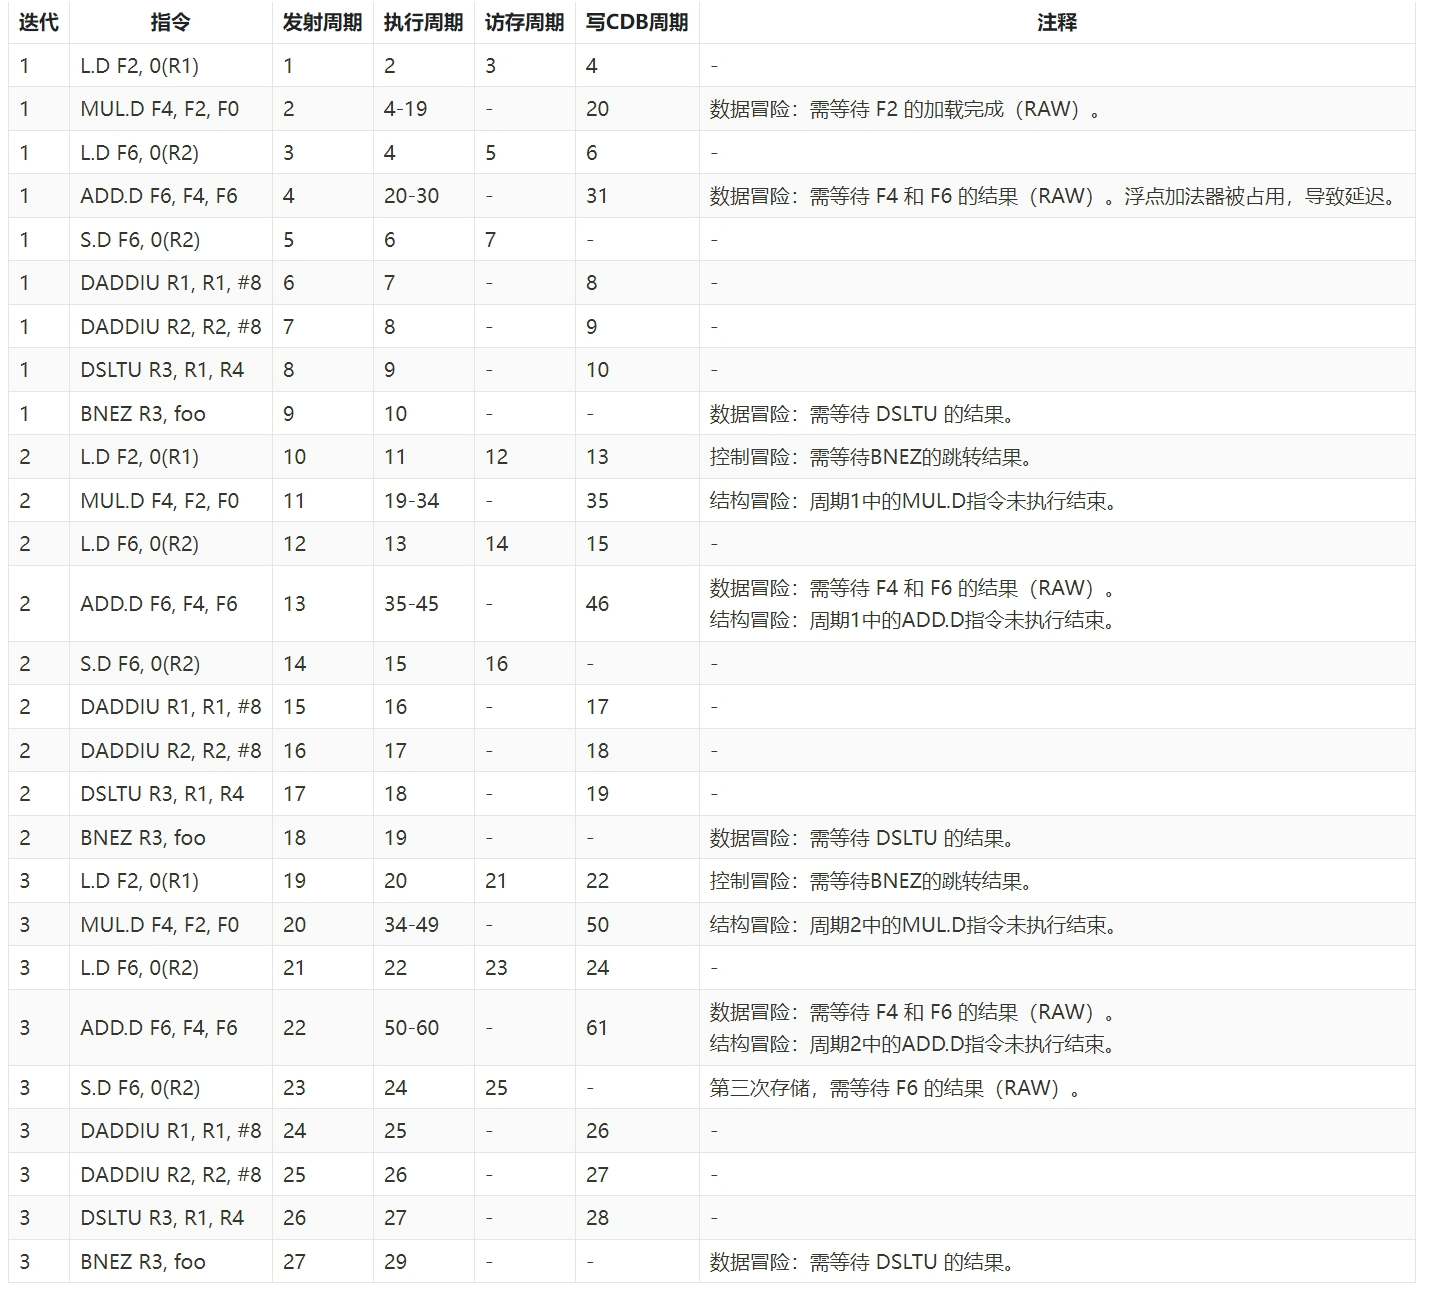 迭代 指令 发射周期 执行周期 访存周期 写CDB周期 注释
1 L.D F2, 0(R1) 1 2 3 4 -
1 MUL.D F4, F2, F0 2 4-19 - 20 数据冒险：需等待 F2 的加载完成（RAW）。
1 L.D F6, 0(R2) 3 4 5 6 -
1 ADD.D F6, F4, F6 4 20-30 - 31 数据冒险：需等待 F4 和 F6 的结果（RAW）。浮点加法器被占用，导致延迟。
1 S.D F6, 0(R2) 5 6 7 - -
1 DADDIU R1, R1, #8 6 7 - 8 -
1 DADDIU R2, R2, #8 7 8 - 9 -
1 DSLTU R3, R1, R4 8 9 - 10 -
1 BNEZ R3, foo 9 10 - - 数据冒险：需等待 DSLTU 的结果。
2 L.D F2, 0(R1) 10 11 12 13 控制冒险：需等待BNEZ的跳转结果。
2 MUL.D F4, F2, F0 11 19-34 - 35 结构冒险：周期1中的MUL.D指令未执行结束。
2 L.D F6, 0(R2) 12 13 14 15 -
2 ADD.D F6, F4, F6 13 35-45 - 46 数据冒险：需等待 F4 和 F6 的结果（RAW）。
结构冒险：周期1中的ADD.D指令未执行结束。
2 S.D F6, 0(R2) 14 15 16 - -
2 DADDIU R1, R1, #8 15 16 - 17 -
2 DADDIU R2, R2, #8 16 17 - 18 -
2 DSLTU R3, R1, R4 17 18 - 19 -
2 BNEZ R3, foo 18 19 - - 数据冒险：需等待 DSLTU 的结果。
3 L.D F2, 0(R1) 19 20 21 22 控制冒险：需等待BNEZ的跳转结果。
3 MUL.D F4, F2, F0 20 34-49 - 50 结构冒险：周期2中的MUL.D指令未执行结束。
3 L.D F6, 0(R2) 21 22 23 24 -
3 ADD.D F6, F4, F6 22 50-60 - 61 数据冒险：需等待 F4 和 F6 的结果（RAW）。
结构冒险：周期2中的ADD.D指令未执行结束。
3 S.D F6, 0(R2) 23 24 25 - 第三次存储，需等待 F6 的结果（RAW）。
3 DADDIU R1, R1, #8 24 25 - 26 -
3 DADDIU R2, R2, #8 25 26 - 27 -
3 DSLTU R3, R1, R4 26 27 - 28 -
3 BNEZ R3, foo 27 29 - - 数据冒险：需等待 DSLTU 的结果。